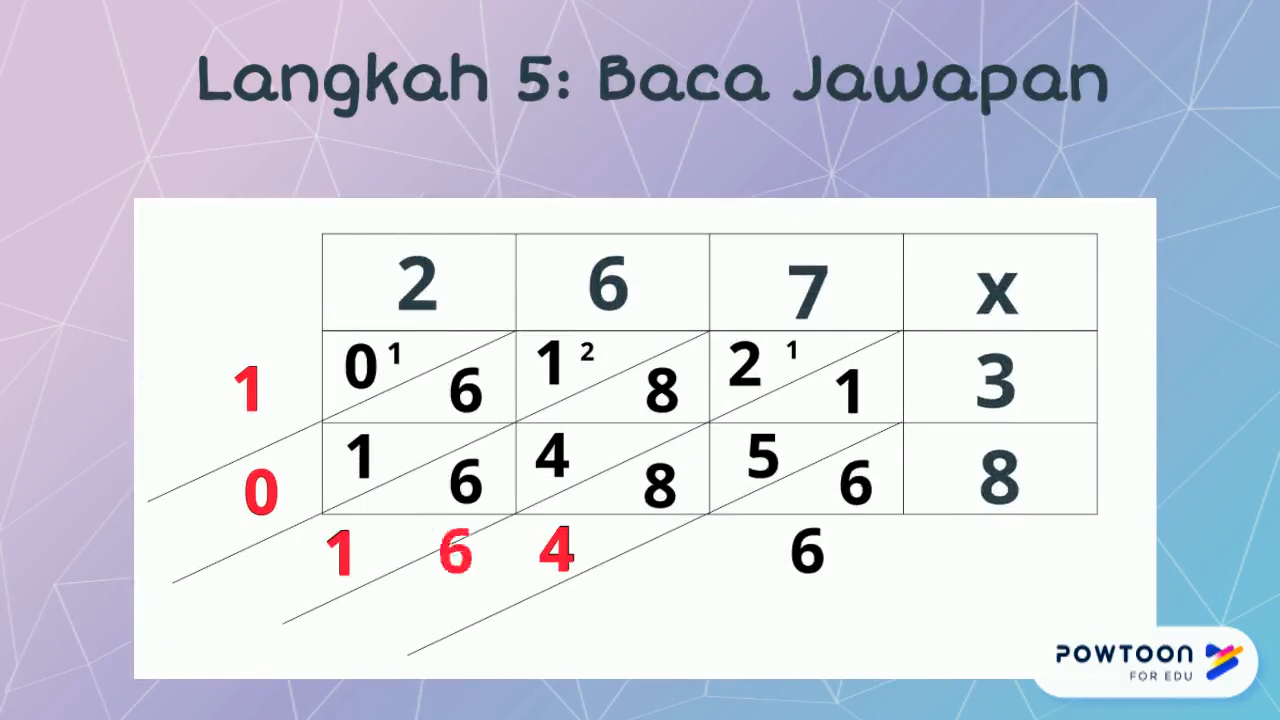 Langkah 5: Baca Jawapan
2 6 7 x
1 0 1 6 1 2 8 2 1 1 3
0 1 6 4 8 5 6 8
1 6 4 6
POWTOON
FOR EDU